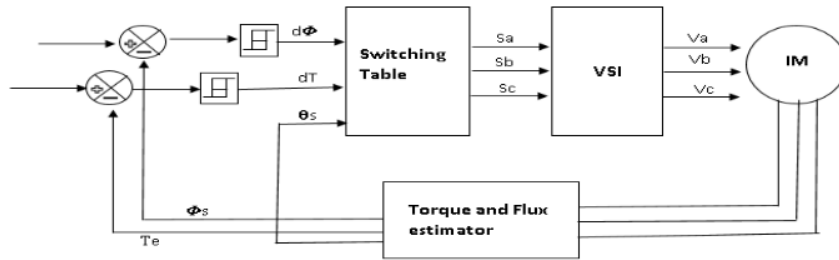 dΦ
dT
θs
Switching
Table
Sa
Sb
Sc
VSI
Va
Vb
Vc
IM
Φs
Te
Torque and Flux
estimator